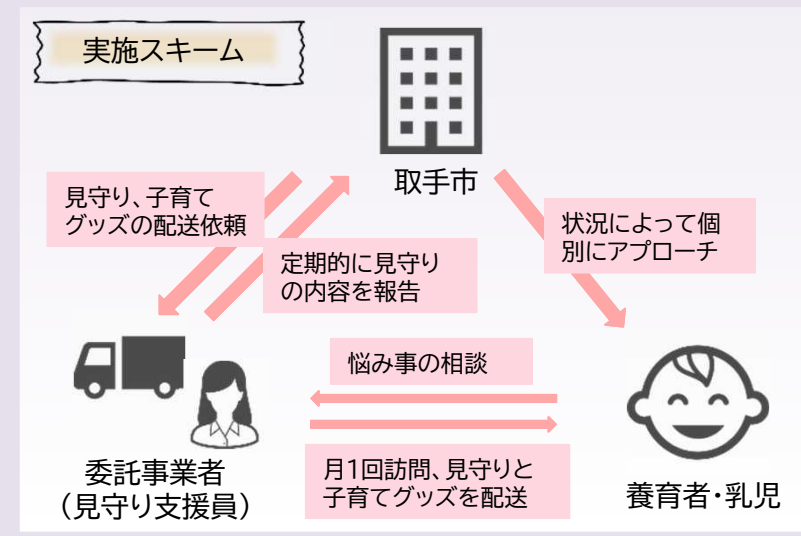 実施スキーム
取手市
見守り、子育て
グッズの配送依頼
状況によって個
別にアプローチ
定期的に見守り
の内容を報告
悩み事の相談
月1回訪問、見守りと
子育てグッズを配送
委託事業者
（見守り支援員）
養育者・乳児